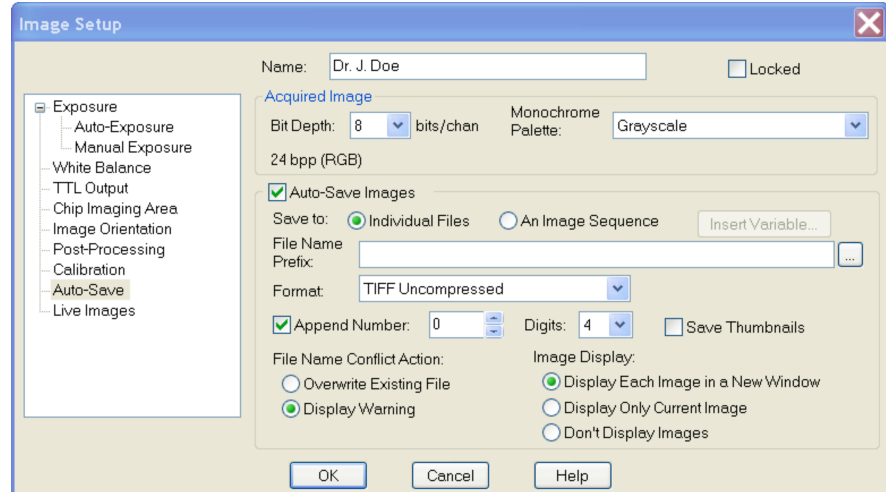 Image Setup
Name: Dr. J. Doe
Locked
Exposure
Auto-Exposure
Manual Exposure
White Balance
TTL Output
Chip Imaging Area
Image Orientation
Post-Processing
Calibration
Auto-Save
Live Images
Acquired Image
Bit Depth: 8 bits/chan
Monochrome
Palette: Grayscale
24 bpp (RGB)
Auto-Save Images
Save to: Individual Files An Image Sequence Insert Variable...
File Name
Prefix: ...
Format: TIFF Uncompressed
Append Number: 0 Digits: 4 Save Thumbnails
File Name Conflict Action:
Overwrite Existing File
Display Warning
Image Display:
Display Each Image in a New Window
Display Only Current Image
Don't Display Images
OK Cancel Help